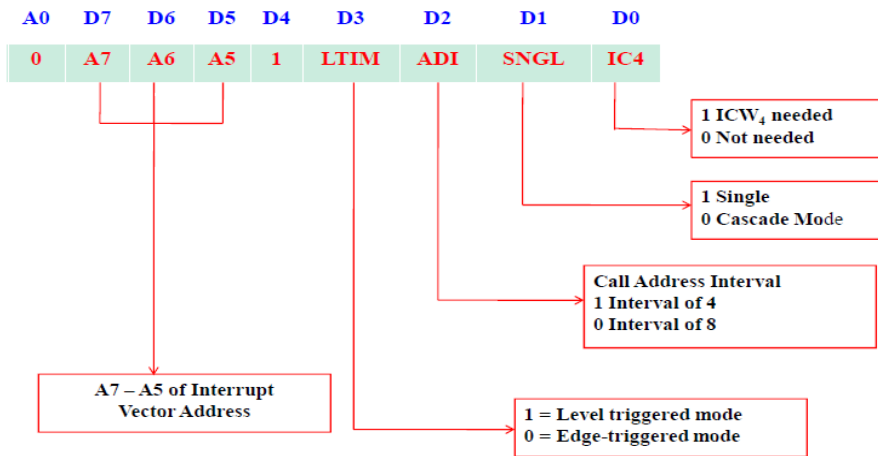 A0 D7 D6 D5 D4 D3 D2 D1 D0
0 A7 A6 A5 1 LTIM ADI SNGL IC4
1 ICW₄ needed
0 Not needed
1 Single
0 Cascade Mode
Call Address Interval
1 Interval of 4
0 Interval of 8
A7 – A5 of Interrupt
Vector Address
1 = Level triggered mode
0 = Edge-triggered mode